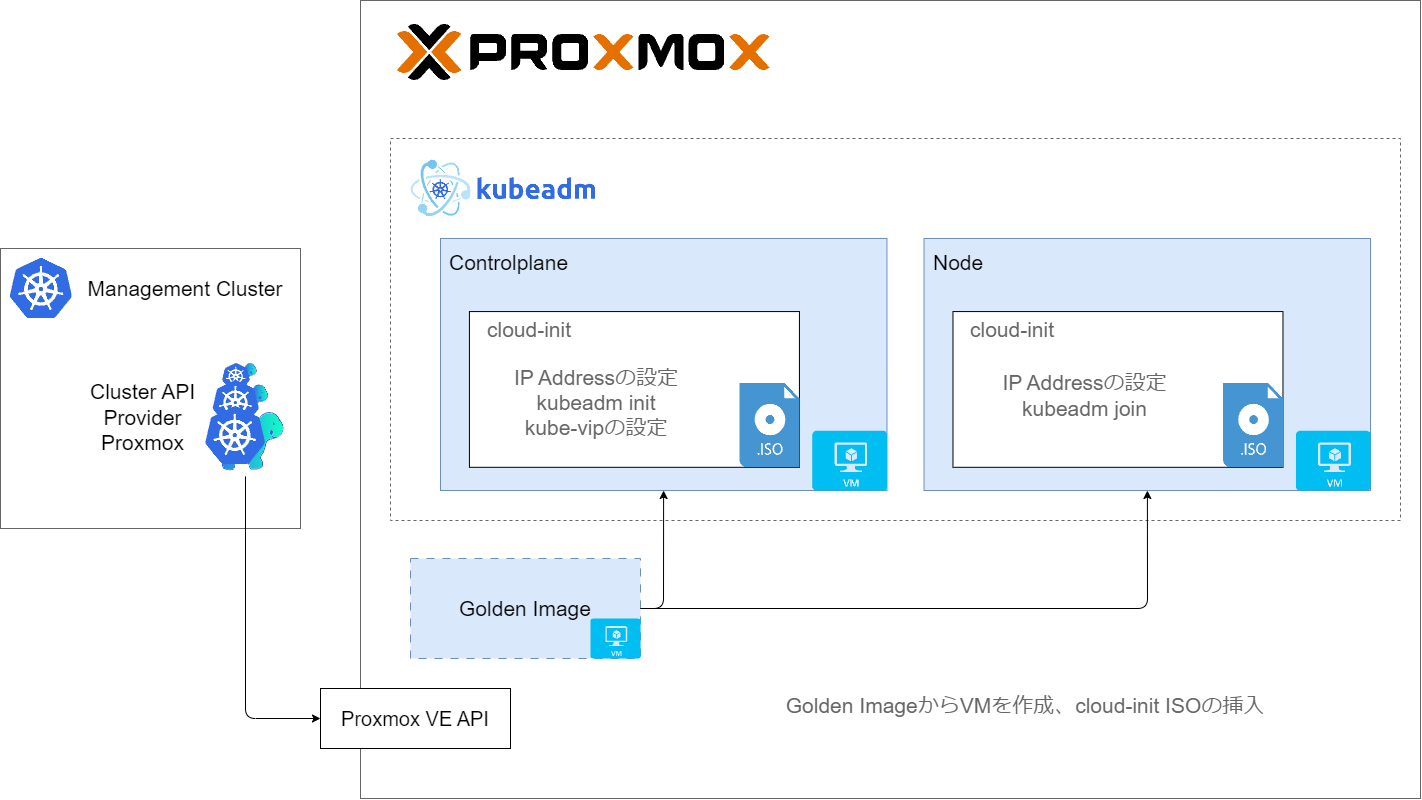 PROXMOX
kubeadm
Management Cluster
Cluster API
Provider
Proxmox
Controlplane
cloud-init
IP Addressの設定
kubeadm init
kube-vipの設定
.ISO
VM
Node
cloud-init
IP Addressの設定
kubeadm join
.ISO
VM
Golden Image
VM
Proxmox VE API
Golden ImageからVMを作成、cloud-init ISOの挿入